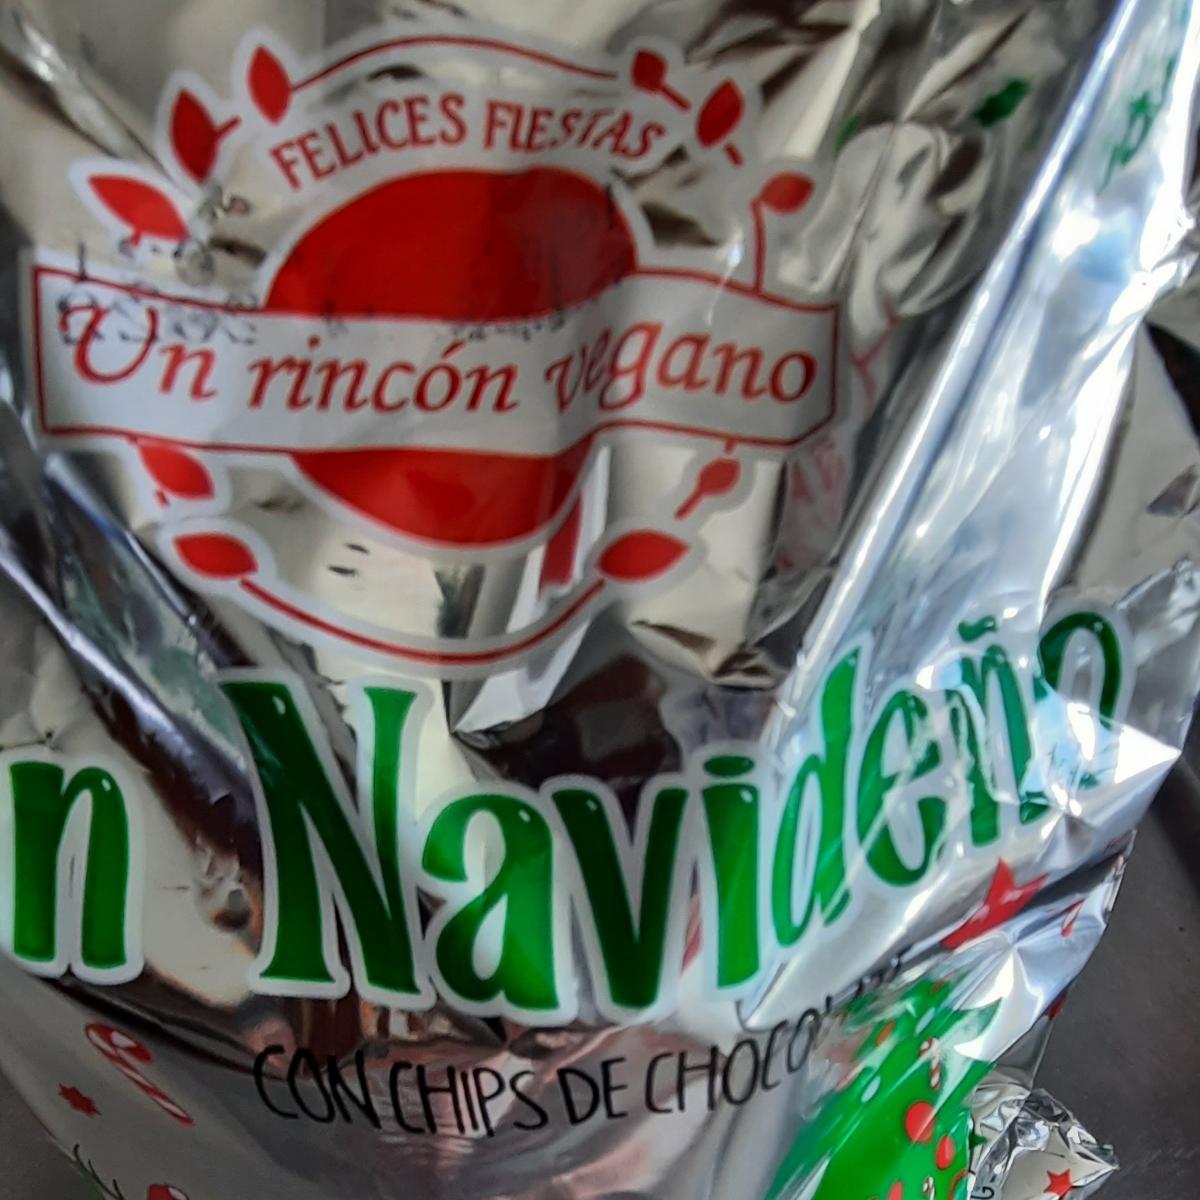 FELICES FIESTAS
Un rincón vegano
n Navideño
CON CHIPS DE CHOCO